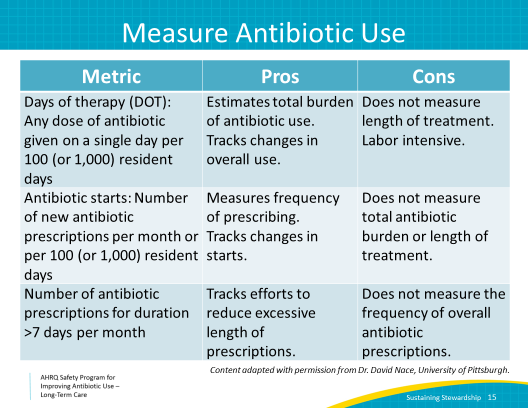 Measure Antibiotic Use
Metric
Pros
Cons
Days of therapy (DOT):
Any dose of antibiotic
given on a single day per
100 (or 1,000) resident
days
Estimates total burden
of antibiotic use.
Tracks changes in
overall use.
Does not measure
length of treatment.
Labor intensive.
Antibiotic starts: Number
of new antibiotic
prescriptions per month or
per 100 (or 1,000) resident
days
Measures frequency
of prescribing.
Tracks changes in
starts.
Does not measure
total antibiotic
burden or length of
treatment.
Number of antibiotic
prescriptions for duration
>7 days per month
Tracks efforts to
reduce excessive
length of
prescriptions.
Does not measure the
frequency of overall
antibiotic
prescriptions.
Content adapted with permission from Dr. David Nace, University of Pittsburgh.
AHRQ Safety Program for
Improving Antibiotic Use –
Long-Term Care
Sustaining Stewardship 15